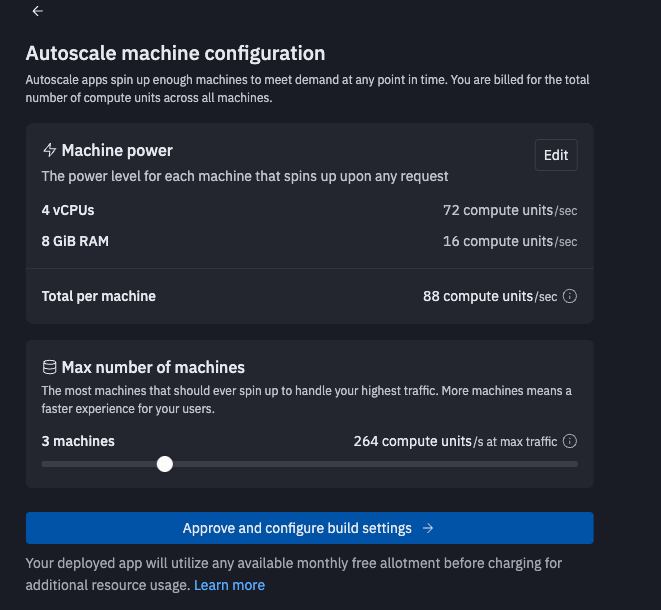 Autoscale machine configuration
Autoscale apps spin up enough machines to meet demand at any point in time. You are billed for the total
number of compute units across all machines.
Machine power
Edit
The power level for each machine that spins up upon any request
4 vCPUs 72 compute units/sec
8 GiB RAM 16 compute units/sec
Total per machine 88 compute units/sec
Max number of machines
The most machines that should ever spin up to handle your highest traffic. More machines means a
faster experience for your users.
3 machines 264 compute units/s at max traffic
Approve and configure build settings →
Your deployed app will utilize any available monthly free allotment before charging for
additional resource usage. Learn more